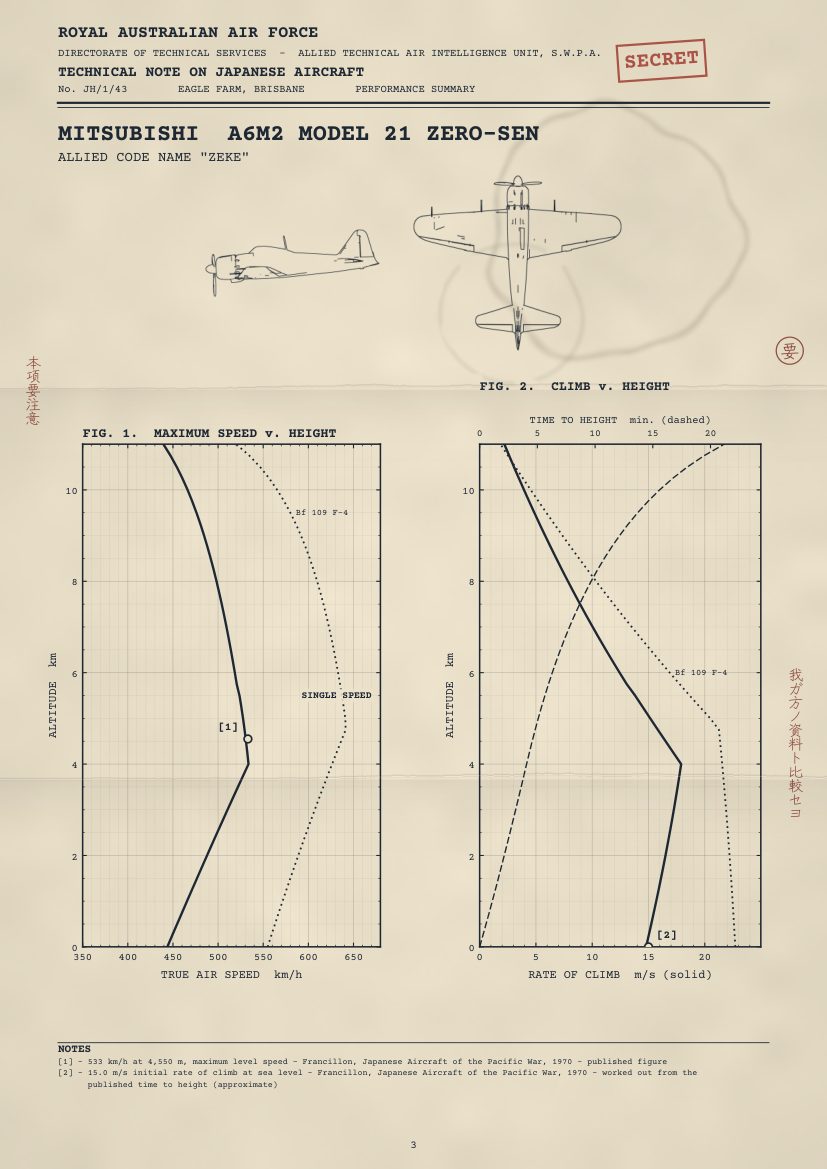 ROYAL AUSTRALIAN AIR FORCE
DIRECTORATE OF TECHNICAL SERVICES - ALLIED TECHNICAL AIR INTELLIGENCE UNIT, S.W.P.A.
SECRET
TECHNICAL NOTE ON JAPANESE AIRCRAFT
No. JH/1/43 EAGLE FARM, BRISBANE PERFORMANCE SUMMARY
MITSUBISHI A6M2 MODEL 21 ZERO-SEN
ALLIED CODE NAME "ZEKE"
要
本項要注意
FIG. 1. MAXIMUM SPEED v. HEIGHT
10
8
6
4
2
0
ALTITUDE km
Bf 109 F-4
SINGLE SPEED
[1]
350 400 450 500 550 600 650
TRUE AIR SPEED km/h
FIG. 2. CLIMB v. HEIGHT
TIME TO HEIGHT min. (dashed)
0 5 10 15 20
10
8
6
4
2
0
ALTITUDE km
Bf 109 F-4
[2]
0 5 10 15 20
RATE OF CLIMB m/s (solid)
我ガ方ノ資料ト比較セヨ
NOTES
[1] - 533 km/h at 4,550 m, maximum level speed - Francillon, Japanese Aircraft of the Pacific War, 1970 - published figure
[2] - 15.0 m/s initial rate of climb at sea level - Francillon, Japanese Aircraft of the Pacific War, 1970 - worked out from the
published time to height (approximate)
3